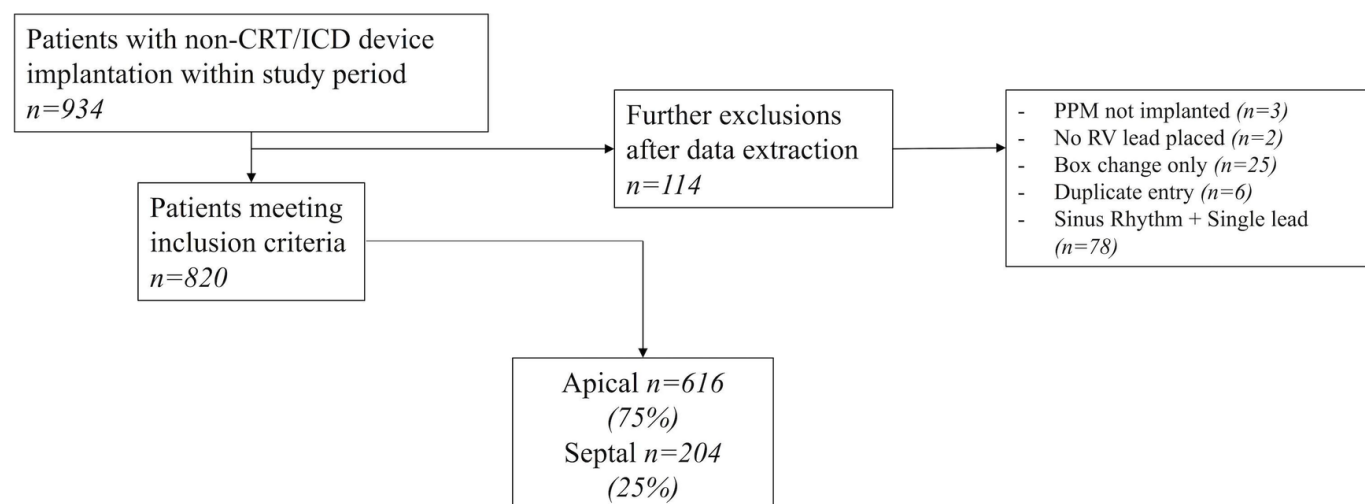 Patients with non-CRT/ICD device
implantation within study period
n=934
Further exclusions
after data extraction
n=114
- PPM not implanted (n=3)
- No RV lead placed (n=2)
- Box change only (n=25)
- Duplicate entry (n=6)
- Sinus Rhythm + Single lead
(n=78)
Patients meeting
inclusion criteria
n=820
Apical n=616
(75%)
Septal n=204
(25%)